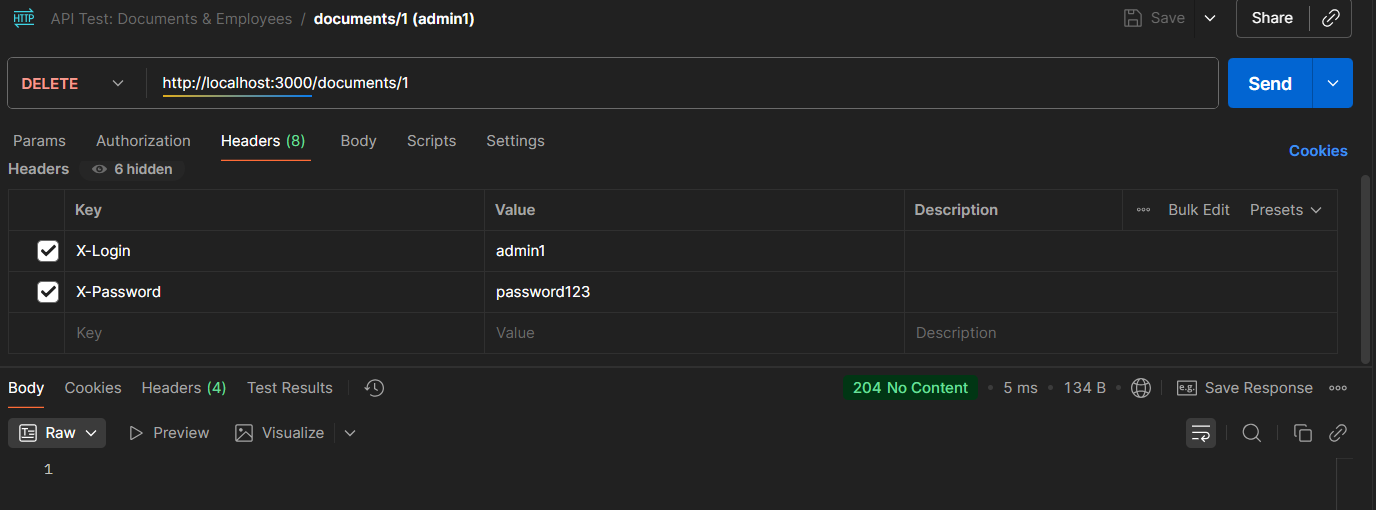 HTTP API Test: Documents & Employees / documents/1 (admin1) Save Share
DELETE http://localhost:3000/documents/1 Send
Params Authorization Headers (8) Body Scripts Settings Cookies
Headers 6 hidden
Key Value Description Bulk Edit Presets
X-Login admin1
X-Password password123
Key Value Description
Body Cookies Headers (4) Test Results 204 No Content • 5 ms • 134 B e.g. Save Response
Raw Preview Visualize
1